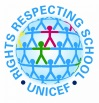 RIGHTS RESPECTING SCHOOL
UNICEF